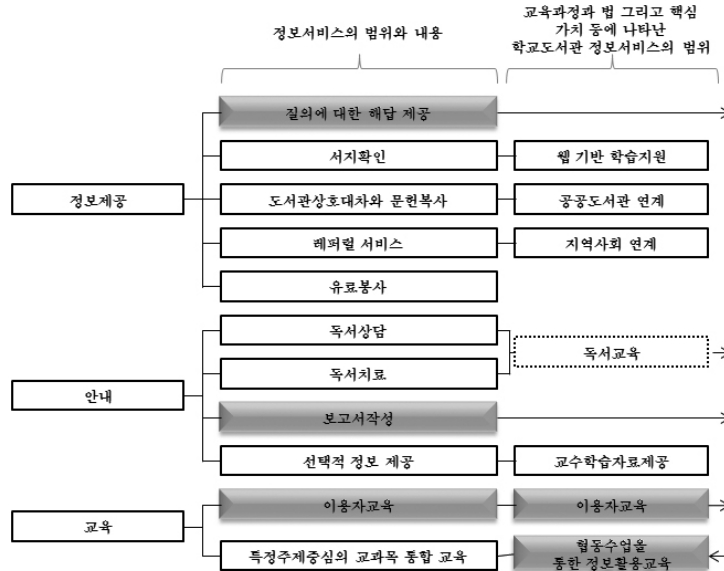 정보서비스의 범위와 내용
교육과정과 법 그리고 핵심
가치 등에 나타난
학교도서관 정보서비스의 범위
질의에 대한 해답 제공
서지확인
웹 기반 학습지원
정보제공
도서관상호대차와 문헌복사
공공도서관 연계
레퍼럴 서비스
지역사회 연계
유료봉사
독서상담
독서교육
독서치료
안내
보고서작성
선택적 정보 제공
교수학습자료제공
이용자교육
이용자교육
교육
특정주제중심의 교과목 통합 교육
협동수업을
통한 정보활용교육